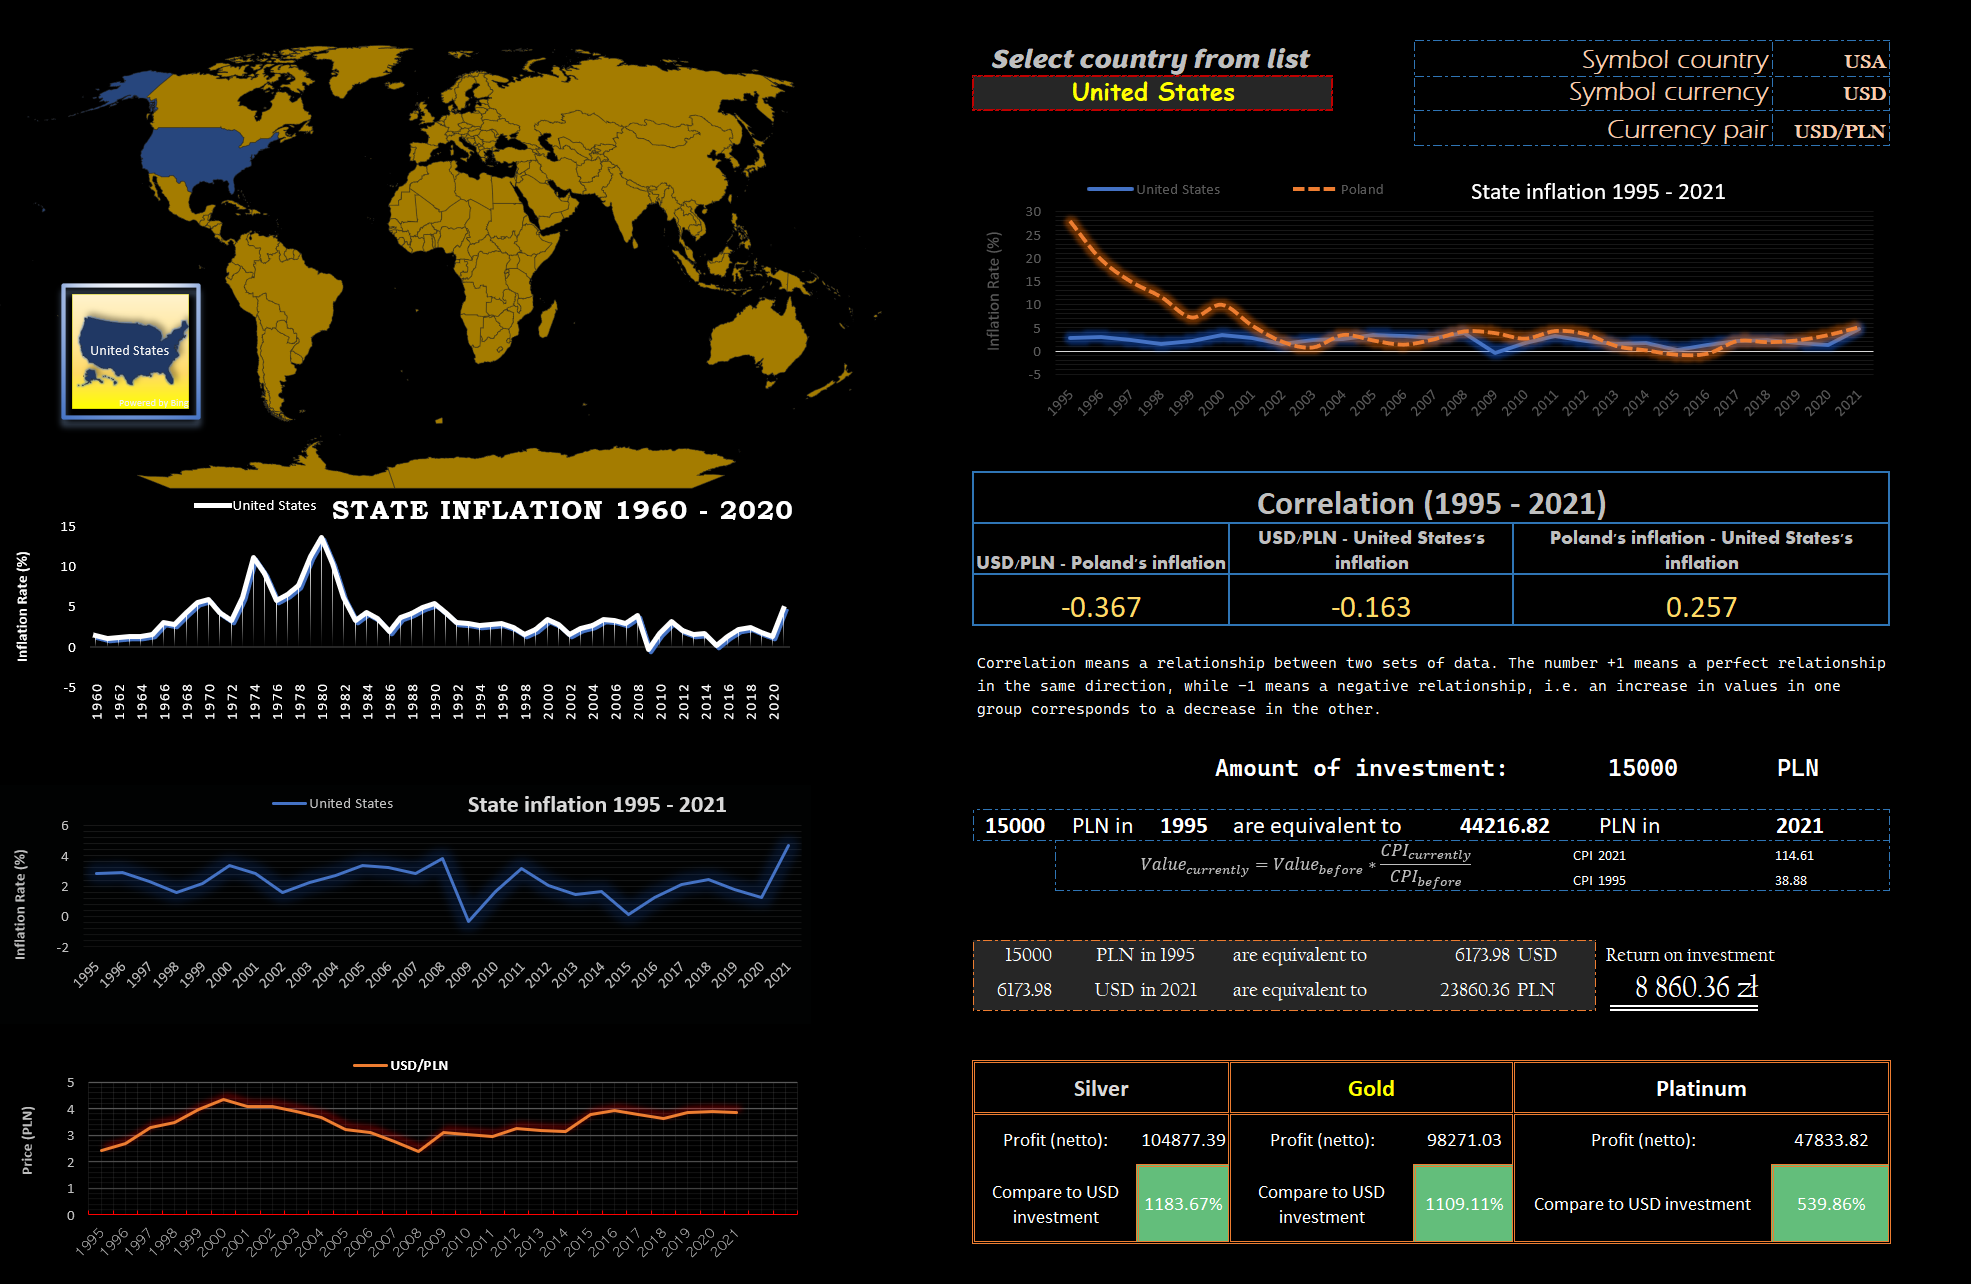 Select country from list
United States
Symbol country USA
Symbol currency USD
Currency pair USD/PLN
United States
Powered by Bing
United States Poland State inflation 1995 - 2021
Inflation Rate (%)
30
25
20
15
10
5
0
-5
1995 1996 1997 1998 1999 2000 2001 2002 2003 2004 2005 2006 2007 2008 2009 2010 2011 2012 2013 2014 2015 2016 2017 2018 2019 2020 2021
United States STATE INFLATION 1960 - 2020
Inflation Rate (%)
15
10
5
0
-5
1960 1962 1964 1966 1968 1970 1972 1974 1976 1978 1980 1982 1984 1986 1988 1990 1992 1994 1996 1998 2000 2002 2004 2006 2008 2010 2012 2014 2016 2018 2020
United States State inflation 1995 - 2021
Inflation Rate (%)
6
4
2
0
-2
1995 1996 1997 1998 1999 2000 2001 2002 2003 2004 2005 2006 2007 2008 2009 2010 2011 2012 2013 2014 2015 2016 2017 2018 2019 2020 2021
USD/PLN
Price (PLN)
5
4
3
2
1
0
1995 1996 1997 1998 1999 2000 2001 2002 2003 2004 2005 2006 2007 2008 2009 2010 2011 2012 2013 2014 2015 2016 2017 2018 2019 2020 2021
Correlation (1995 - 2021)
USD/PLN - Poland's inflation
USD/PLN - United States's
inflation
Poland's inflation - United States's
inflation
-0.367 -0.163 0.257
Correlation means a relationship between two sets of data. The number +1 means a perfect relationship
in the same direction, while −1 means a negative relationship, i.e. an increase in values in one
group corresponds to a decrease in the other.
Amount of investment: 15000 PLN
15000 PLN in 1995 are equivalent to 44216.82 PLN in 2021
Value_currently = Value_before * CPI_currently / CPI_before
CPI 2021 114.61
CPI 1995 38.88
15000 PLN in 1995 are equivalent to 6173.98 USD
6173.98 USD in 2021 are equivalent to 23860.36 PLN
Return on investment
8 860.36 zł
Silver Gold Platinum
Profit (netto): 104877.39 Profit (netto): 98271.03 Profit (netto): 47833.82
Compare to USD
investment
1183.67%
Compare to USD
investment
1109.11%
Compare to USD investment 539.86%